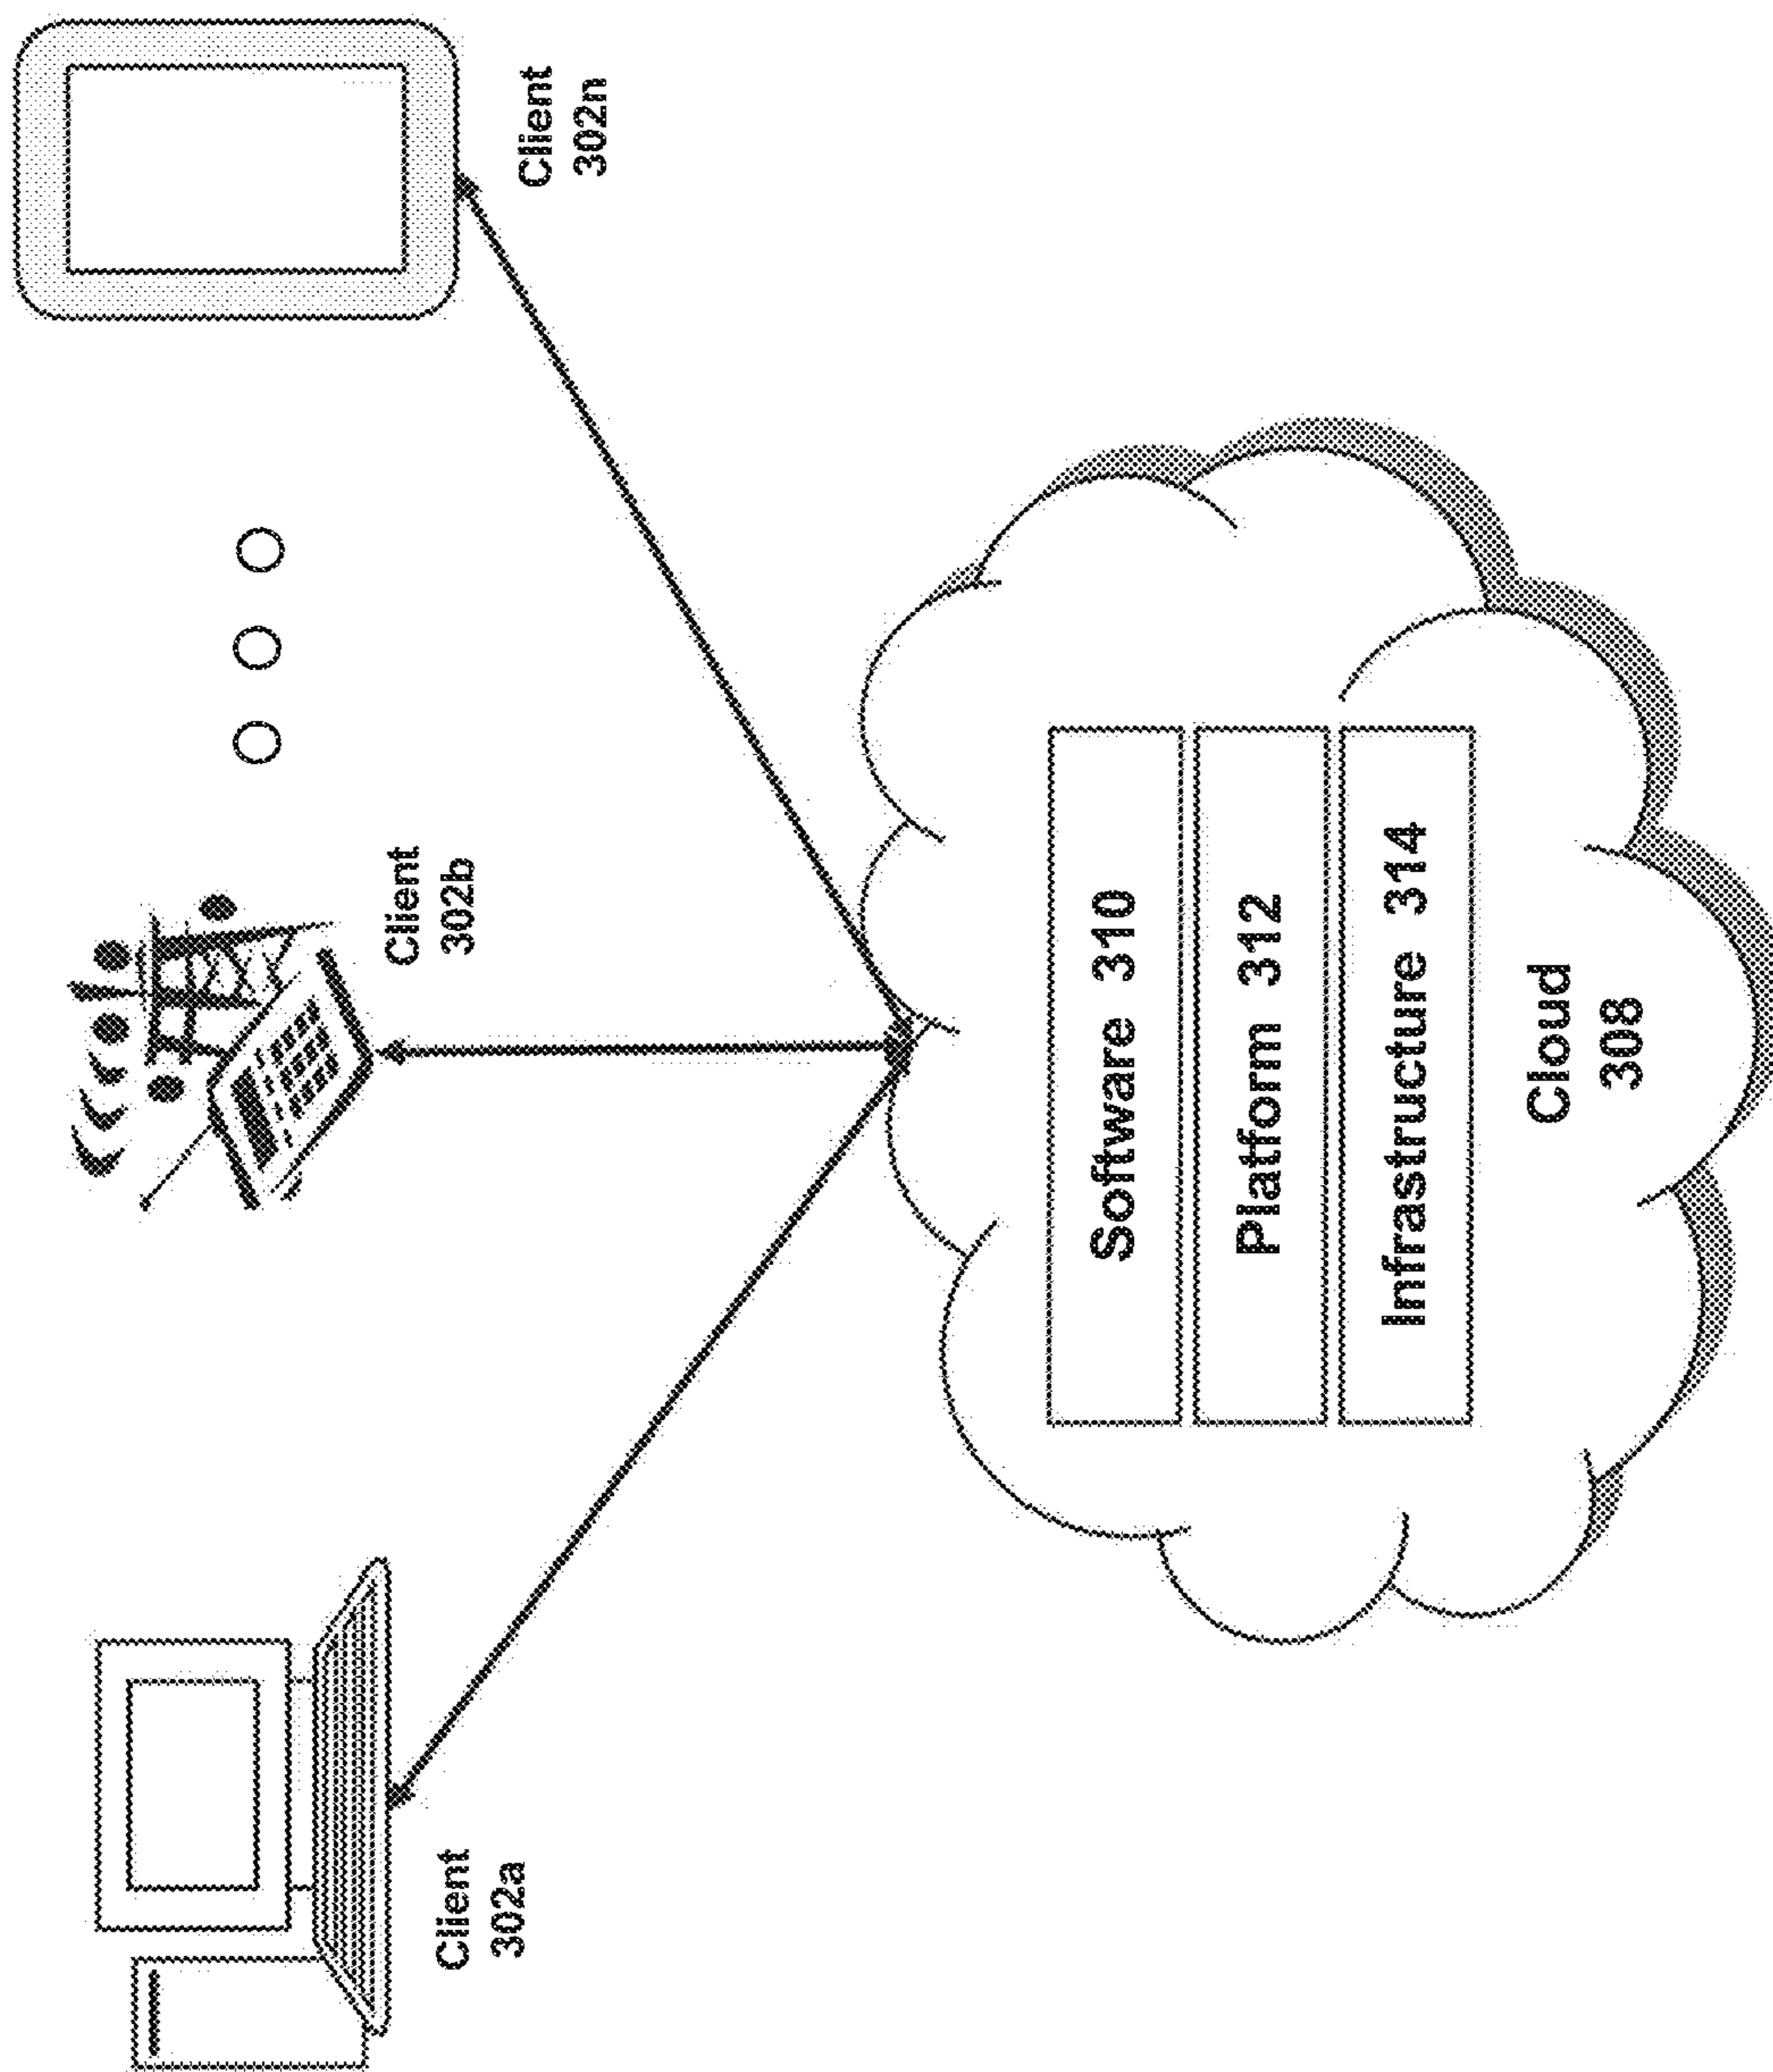 Client
302a
Client
302b
Client
302n
Software 310
Platform 312
Infrastructure 314
Cloud
308